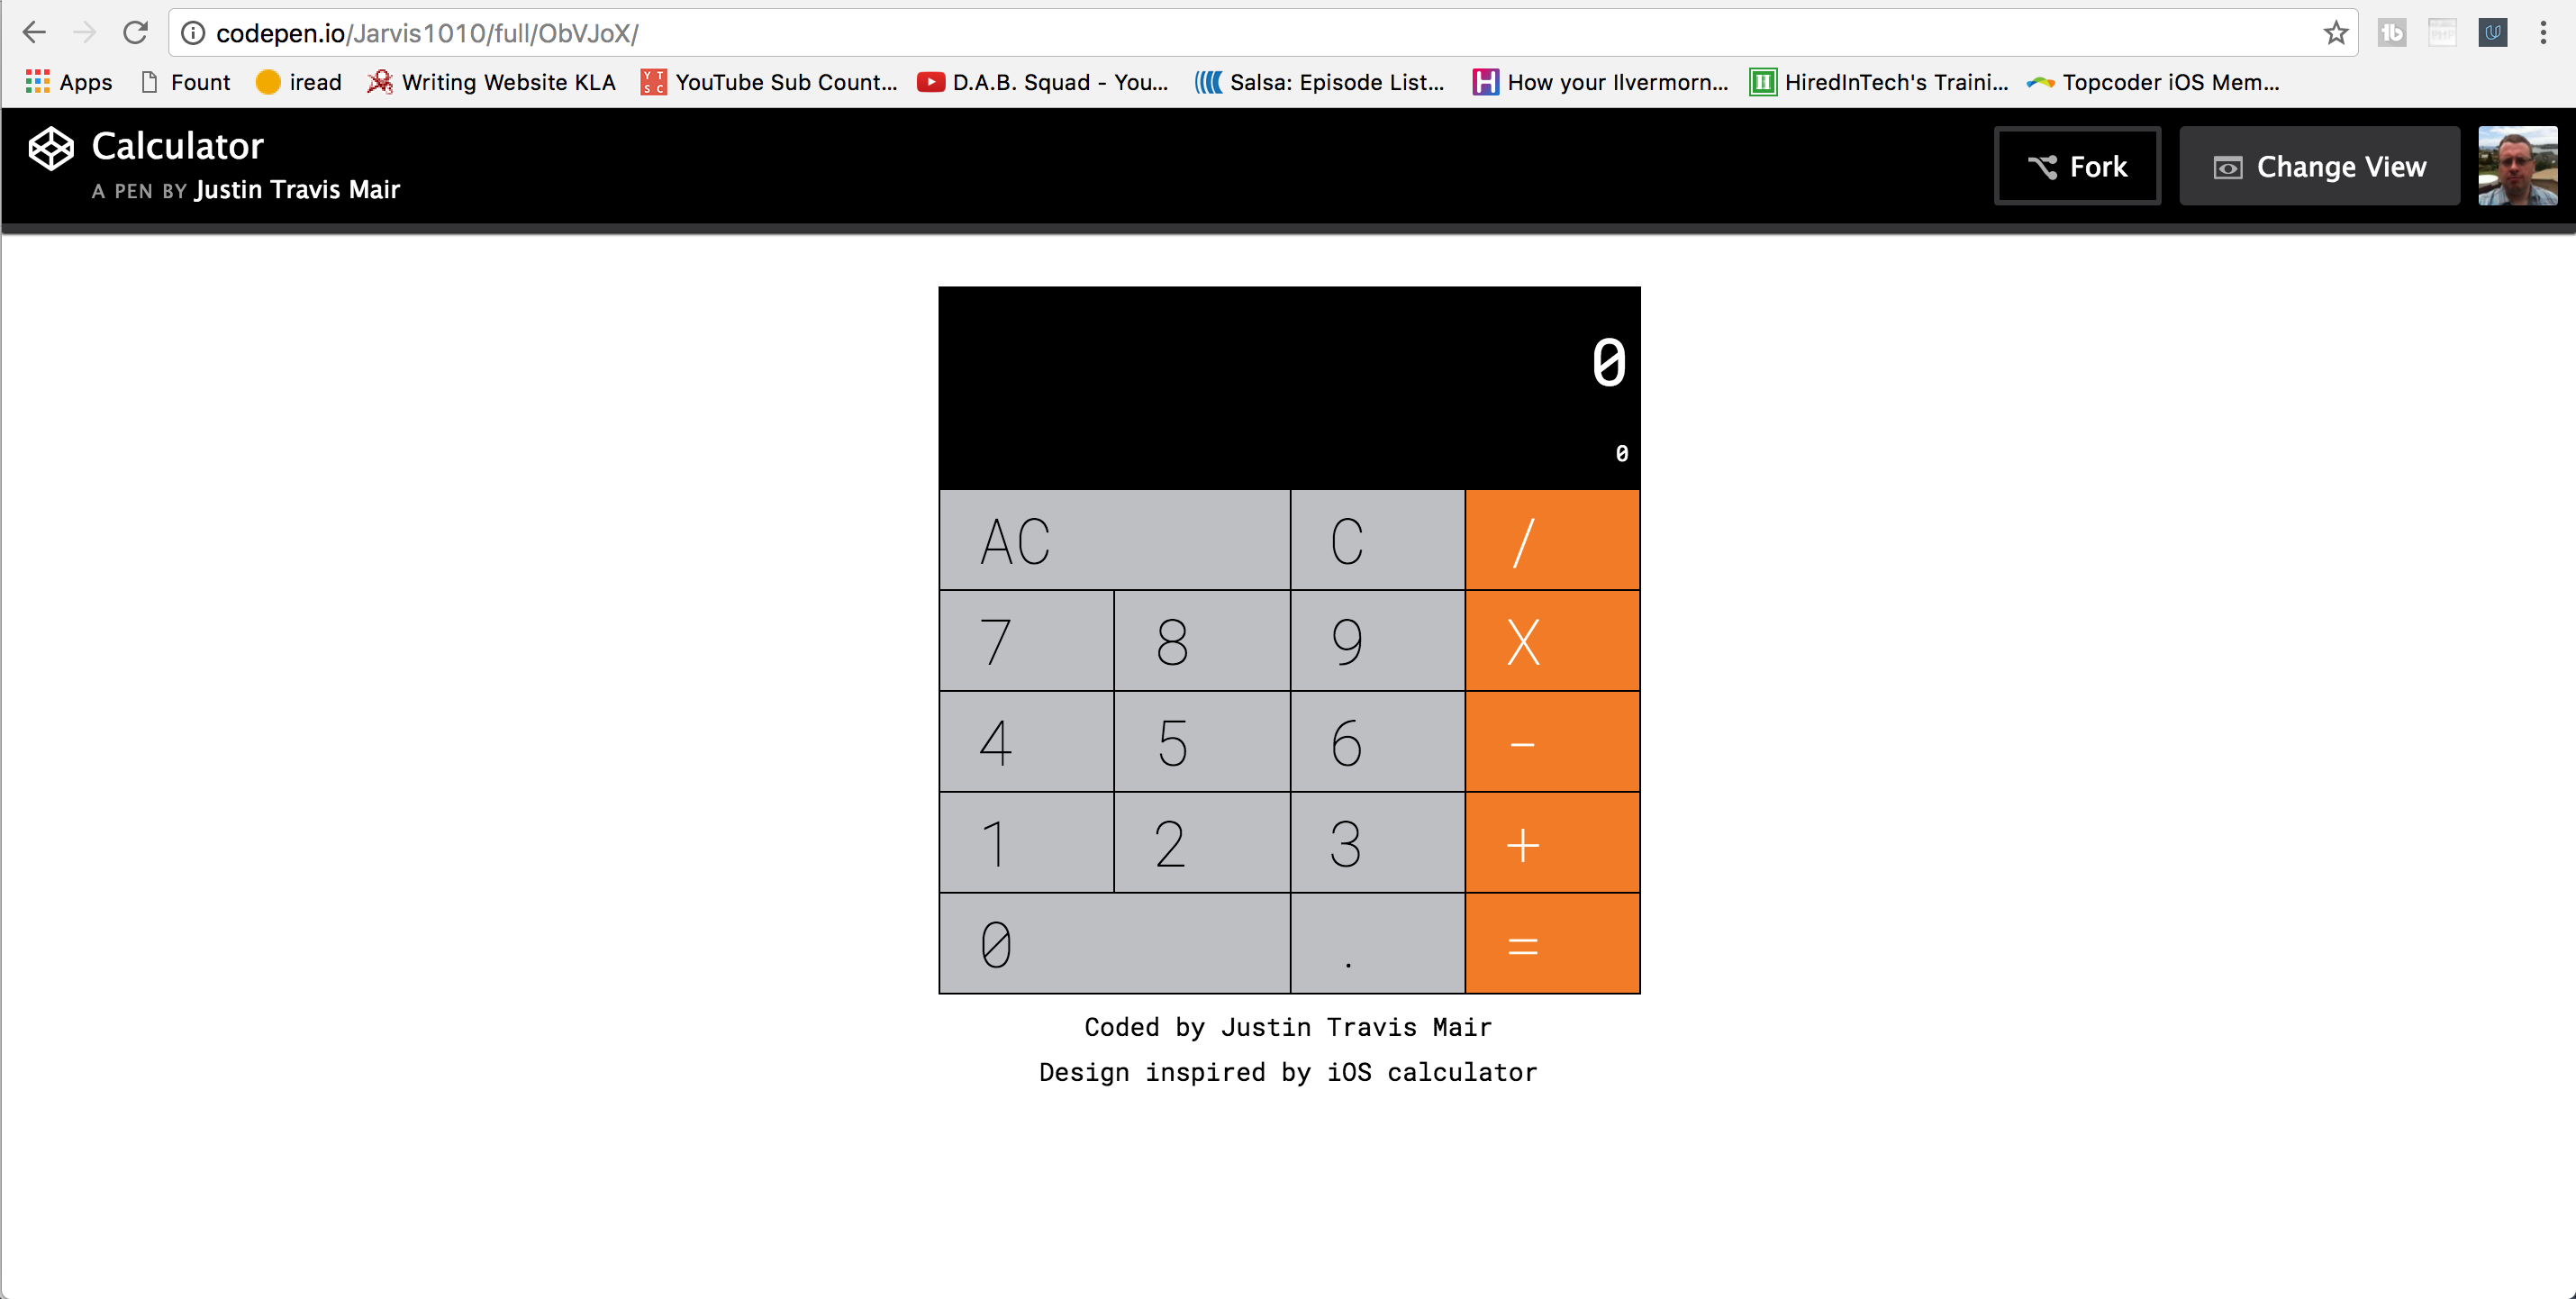 codepen.io/Jarvis1010/full/ObVJoX/
Apps Fount iread Writing Website KLA YouTube Sub Count... D.A.B. Squad - You... Salsa: Episode List... How your Ilvermorn... HiredInTech's Traini... Topcoder iOS Mem...
Calculator
A PEN BY Justin Travis Mair
Fork
Change View
0
0
AC C /
7 8 9 X
4 5 6 -
1 2 3 +
0 . =
Coded by Justin Travis Mair
Design inspired by iOS calculator